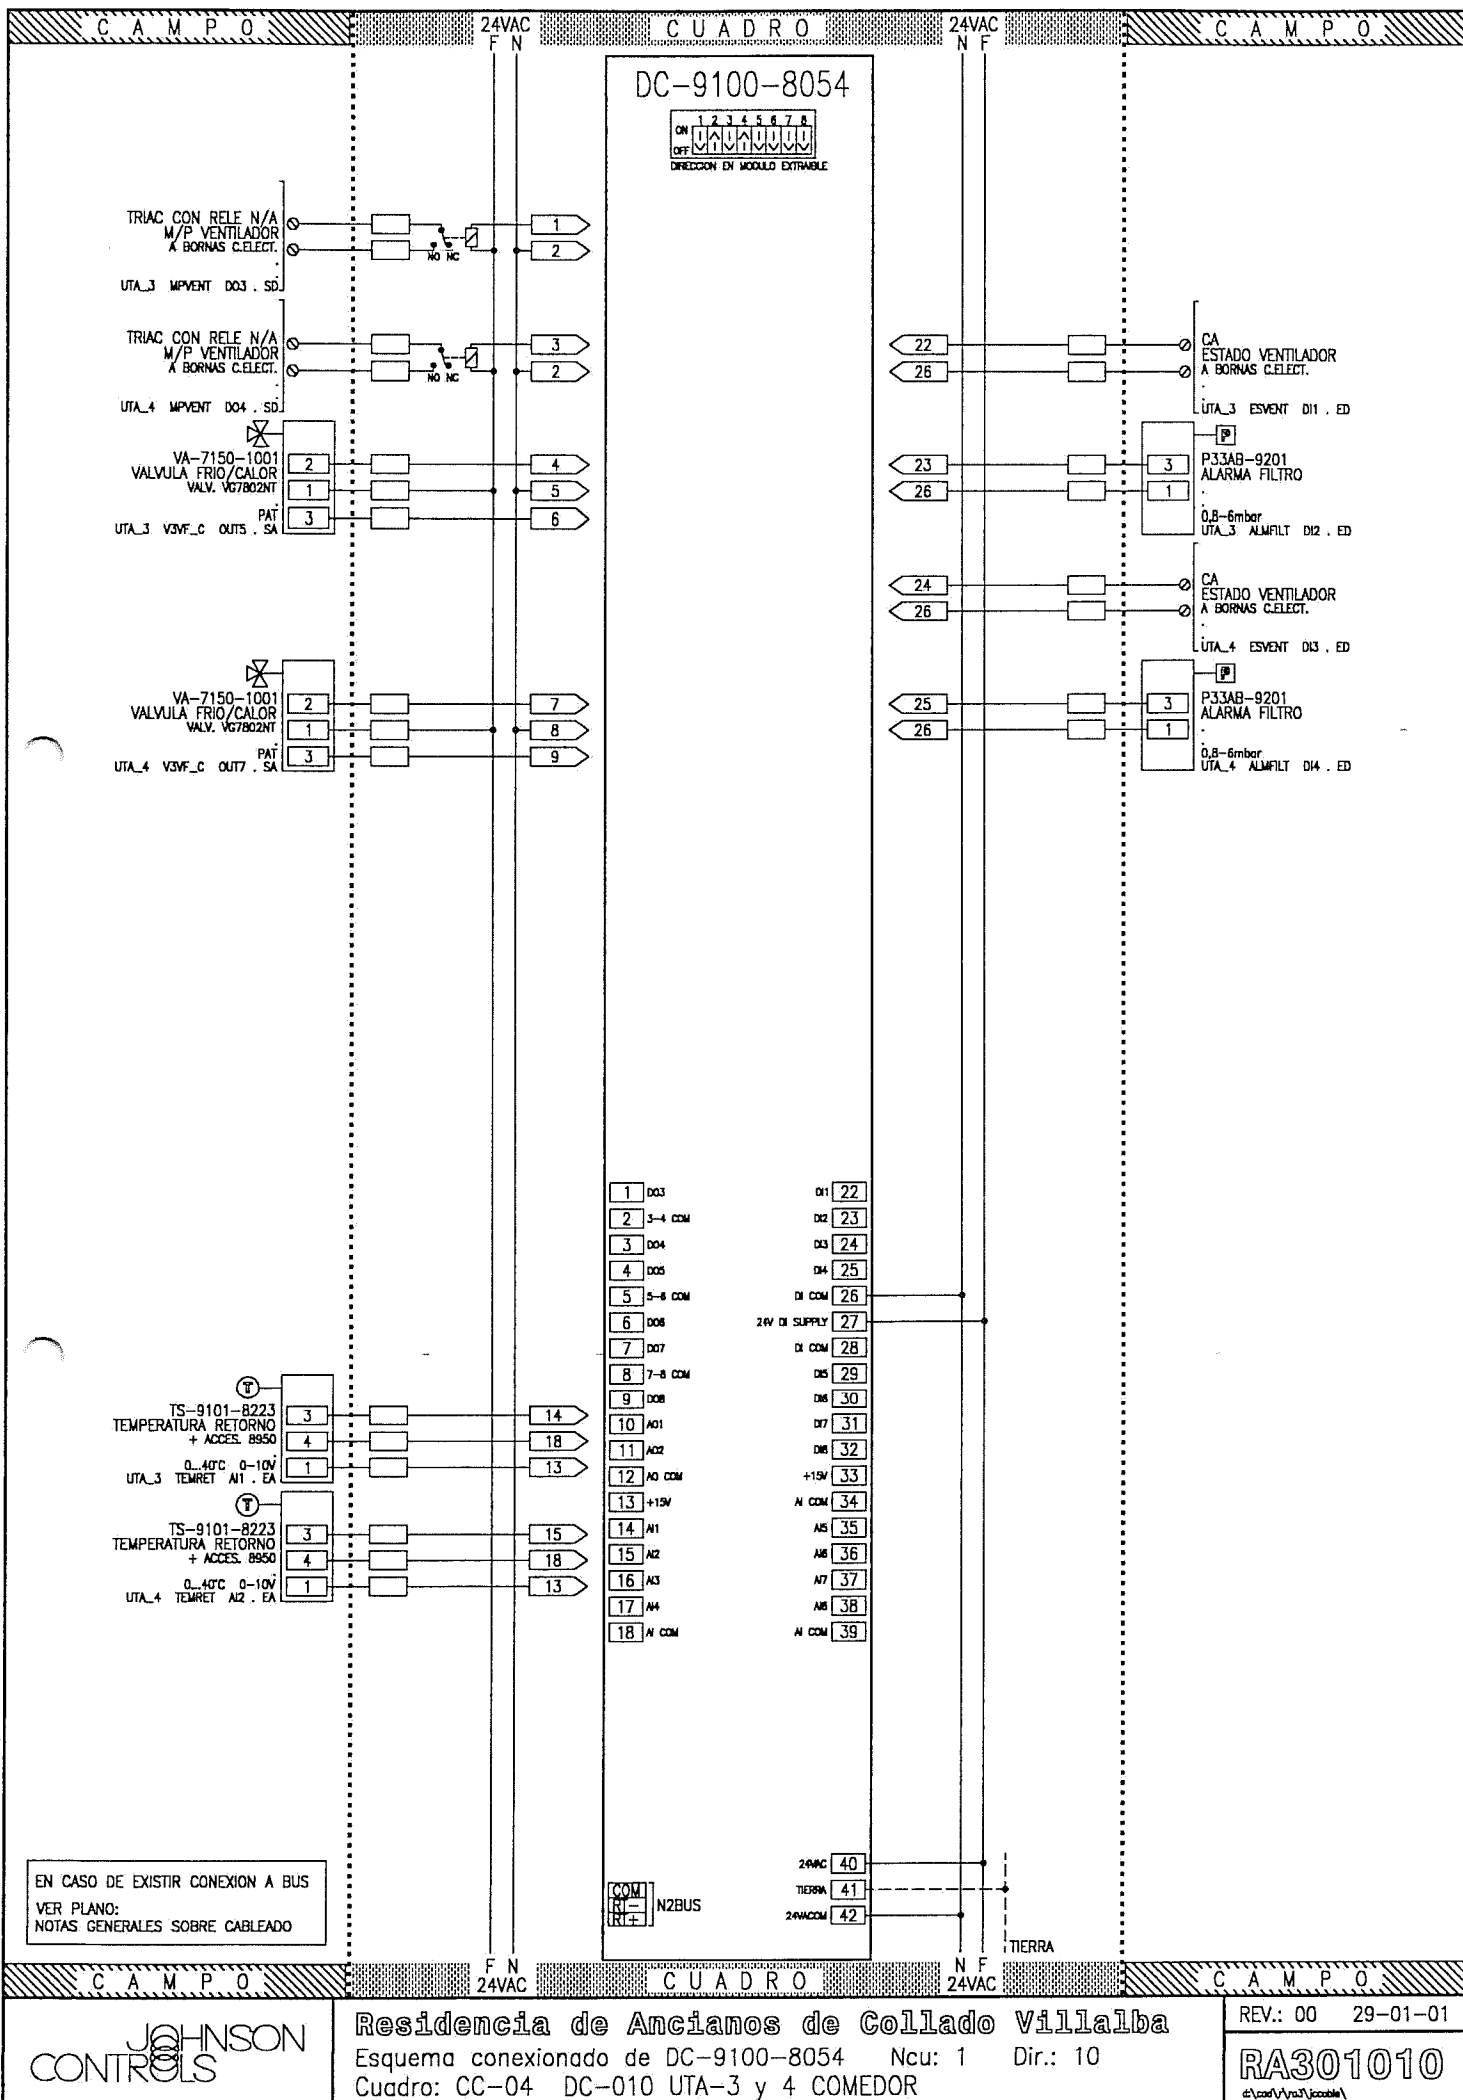 C A M P O
24VAC
F N
C U A D R O
24VAC
N F
C A M P O
DC-9100-8054
1 2 3 4 5 6 7 8
ON
OFF
DIRECCION EN MODULO EXTRAIBLE
TRIAC CON RELE N/A
M/P VENTILADOR
A BORNAS C.ELECT.
.
UTA_3 MPVENT DO3 . SD
NO NC
1
2
TRIAC CON RELE N/A
M/P VENTILADOR
A BORNAS C.ELECT.
.
UTA_4 MPVENT DO4 . SD
NO NC
3
2
VA-7150-1001
VALVULA FRIO/CALOR
VALV. VG7802NT
.
PAT
UTA_3 V3VF_C OUT5 . SA
2
1
3
4
5
6
VA-7150-1001
VALVULA FRIO/CALOR
VALV. VG7802NT
.
PAT
UTA_4 V3VF_C OUT7 . SA
2
1
3
7
8
9
22
26
CA
ESTADO VENTILADOR
A BORNAS C.ELECT.
.
UTA_3 ESVENT DI1 . ED
23
26
3
1
P
P33AB-9201
ALARMA FILTRO
.
0,8-6mbar
UTA_3 ALMFILT DI2 . ED
24
26
CA
ESTADO VENTILADOR
A BORNAS C.ELECT.
.
UTA_4 ESVENT DI3 . ED
25
26
3
1
P
P33AB-9201
ALARMA FILTRO
.
0,8-6mbar
UTA_4 ALMFILT DI4 . ED
1 DO3
2 3-4 COM
3 DO4
4 DO5
5 5-6 COM
6 DO6
7 DO7
8 7-8 COM
9 DO8
10 AO1
11 AO2
12 AO COM
13 +15V
14 AI1
15 AI2
16 AI3
17 AI4
18 AI COM
DI1 22
DI2 23
DI3 24
DI4 25
DI COM 26
24V DI SUPPLY 27
DI COM 28
DI5 29
DI6 30
DI7 31
DI8 32
+15V 33
AI COM 34
AI5 35
AI6 36
AI7 37
AI8 38
AI COM 39
T
TS-9101-8223
TEMPERATURA RETORNO
+ ACCES. 8950
.
0...40°C 0-10V
UTA_3 TEMRET AI1 . EA
3
4
1
14
18
13
T
TS-9101-8223
TEMPERATURA RETORNO
+ ACCES. 8950
.
0...40°C 0-10V
UTA_4 TEMRET AI2 . EA
3
4
1
15
18
13
EN CASO DE EXISTIR CONEXION A BUS
VER PLANO:
NOTAS GENERALES SOBRE CABLEADO
COM
RT -
RT +
N2BUS
24VAC 40
TIERRA 41
24VACOM 42
TIERRA
C A M P O
F N
24VAC
C U A D R O
N F
24VAC
C A M P O
JOHNSON
CONTROLS
Residencia de Ancianos de Collado Villalba
Esquema conexionado de DC-9100-8054 Ncu: 1 Dir.: 10
Cuadro: CC-04 DC-010 UTA-3 y 4 COMEDOR
REV.: 00 29-01-01
RA301010